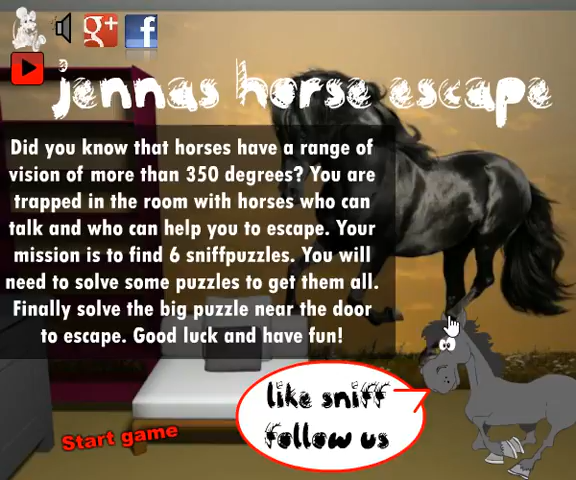 g+ f
jennas horse escape
Did you know that horses have a range of
vision of more than 350 degrees? You are
trapped in the room with horses who can
talk and who can help you to escape. Your
mission is to find 6 sniffpuzzles. You will
need to solve some puzzles to get them all.
Finally solve the big puzzle near the door
to escape. Good luck and have fun!
like sniff
follow us
Start game